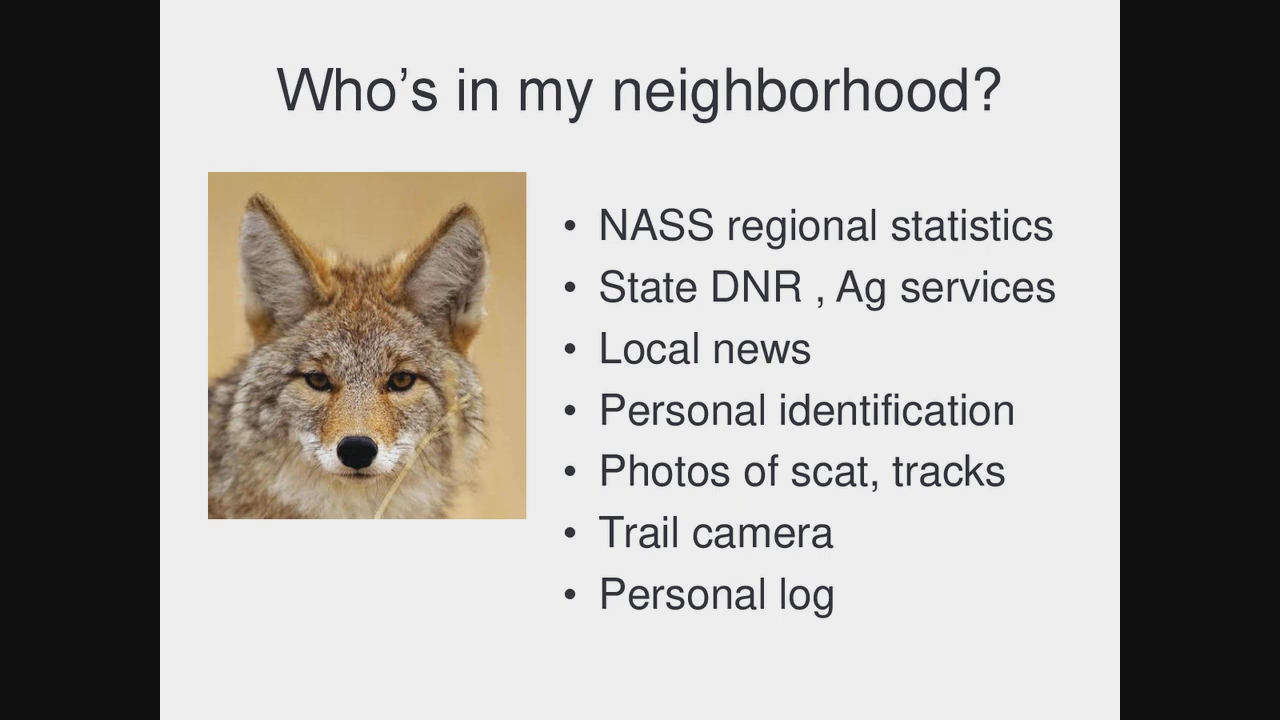 Who’s in my neighborhood?
• NASS regional statistics
• State DNR , Ag services
• Local news
• Personal identification
• Photos of scat, tracks
• Trail camera
• Personal log